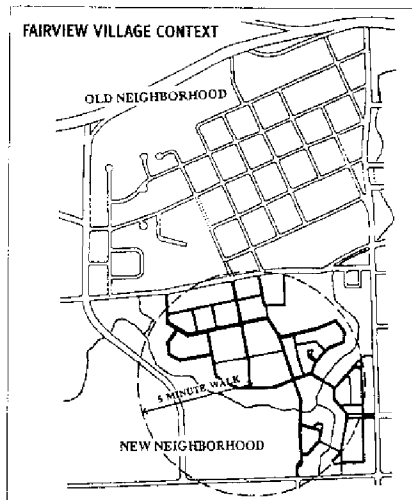 FAIRVIEW VILLAGE CONTEXT
OLD NEIGHBORHOOD
5 MINUTE WALK
NEW NEIGHBORHOOD